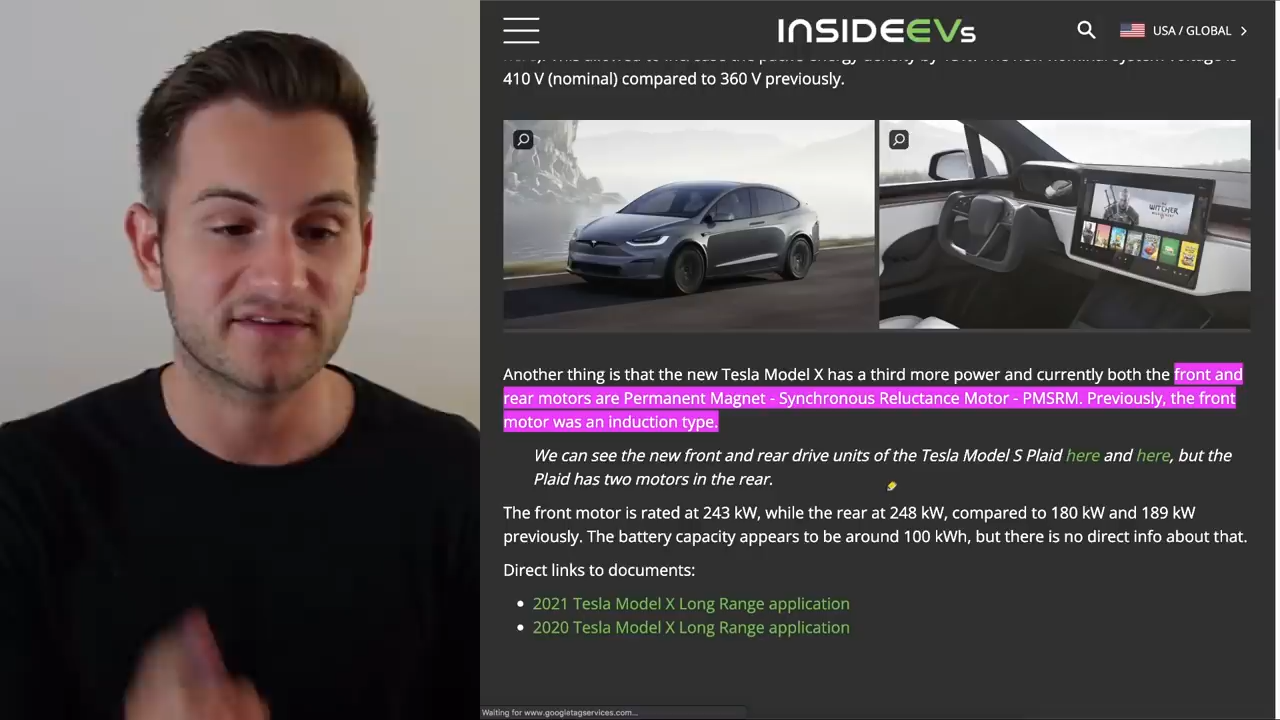 INSIDEEVs
USA / GLOBAL
410 V (nominal) compared to 360 V previously.
THE
WITCHER
Another thing is that the new Tesla Model X has a third more power and currently both the front and
rear motors are Permanent Magnet - Synchronous Reluctance Motor - PMSRM. Previously, the front
motor was an induction type.
We can see the new front and rear drive units of the Tesla Model S Plaid here and here, but the
Plaid has two motors in the rear.
The front motor is rated at 243 kW, while the rear at 248 kW, compared to 180 kW and 189 kW
previously. The battery capacity appears to be around 100 kWh, but there is no direct info about that.
Direct links to documents:
• 2021 Tesla Model X Long Range application
• 2020 Tesla Model X Long Range application
Waiting for www.googletagservices.com...